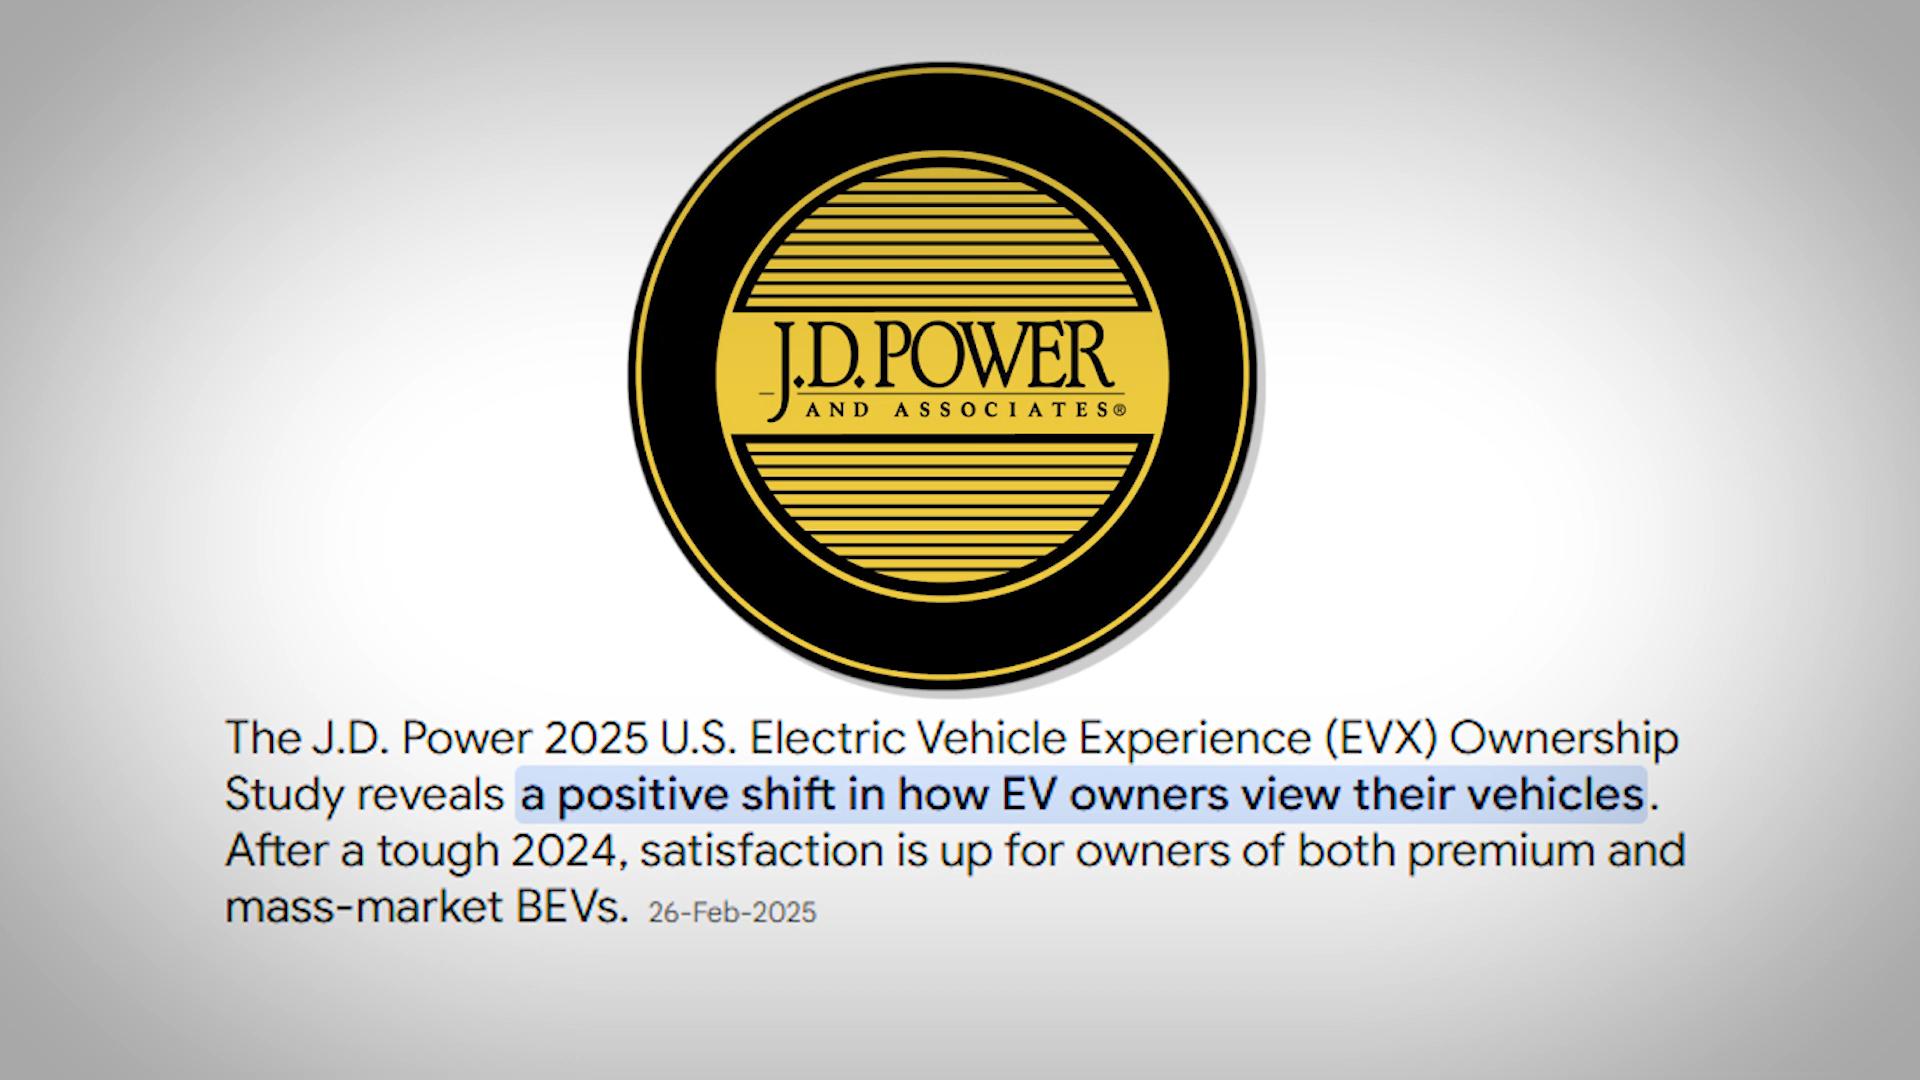 J.D. POWER
AND ASSOCIATES®
The J.D. Power 2025 U.S. Electric Vehicle Experience (EVX) Ownership
Study reveals a positive shift in how EV owners view their vehicles.
After a tough 2024, satisfaction is up for owners of both premium and
mass-market BEVs. 26-Feb-2025